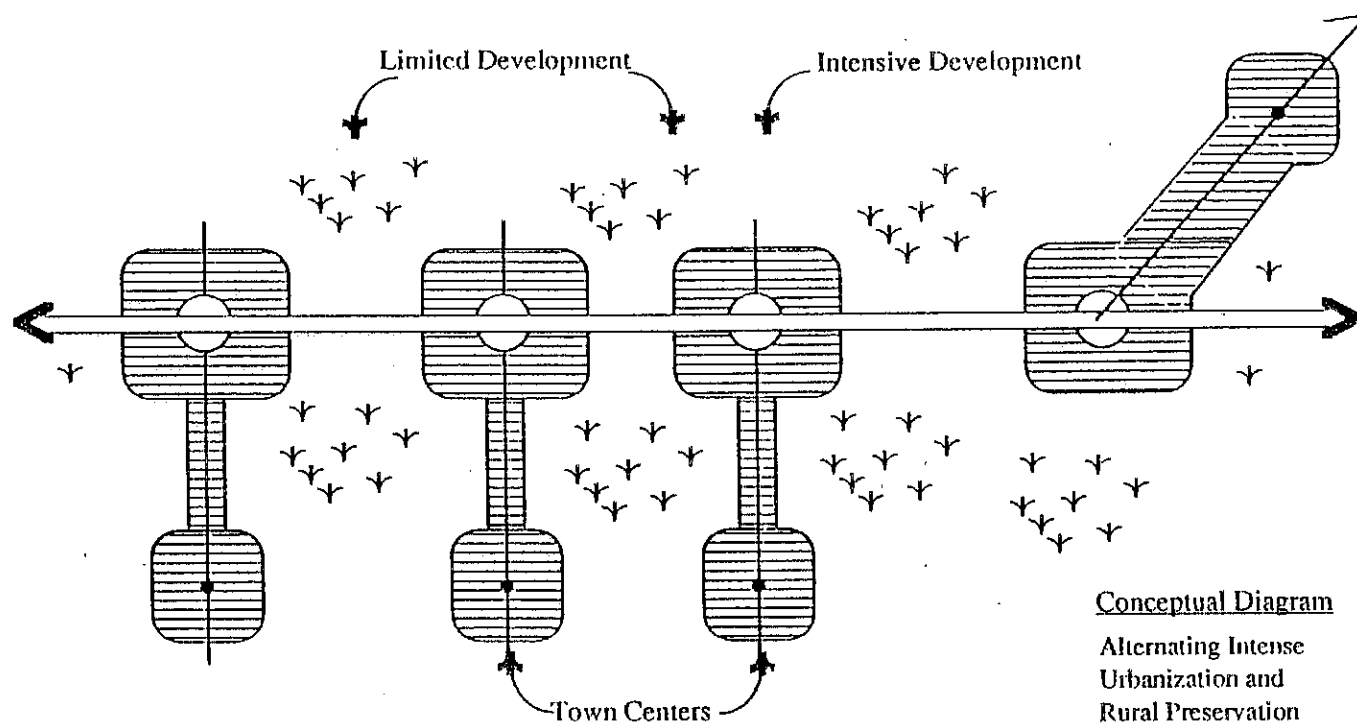 Limited Development
Intensive Development
Town Centers
Conceptual Diagram
Alternating Intense
Urbanization and
Rural Preservation